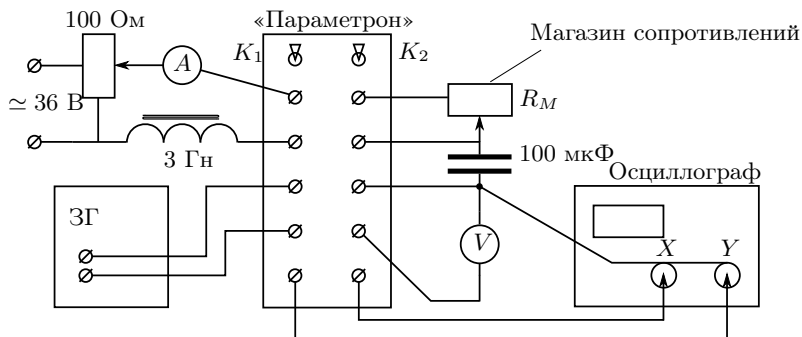 «Параметрон»
100 Ом
K₁
K₂
Магазин сопротивлений
A
≃ 36 В
R_M
3 Гн
100 мкФ
Осциллограф
ЗГ
V
X
Y